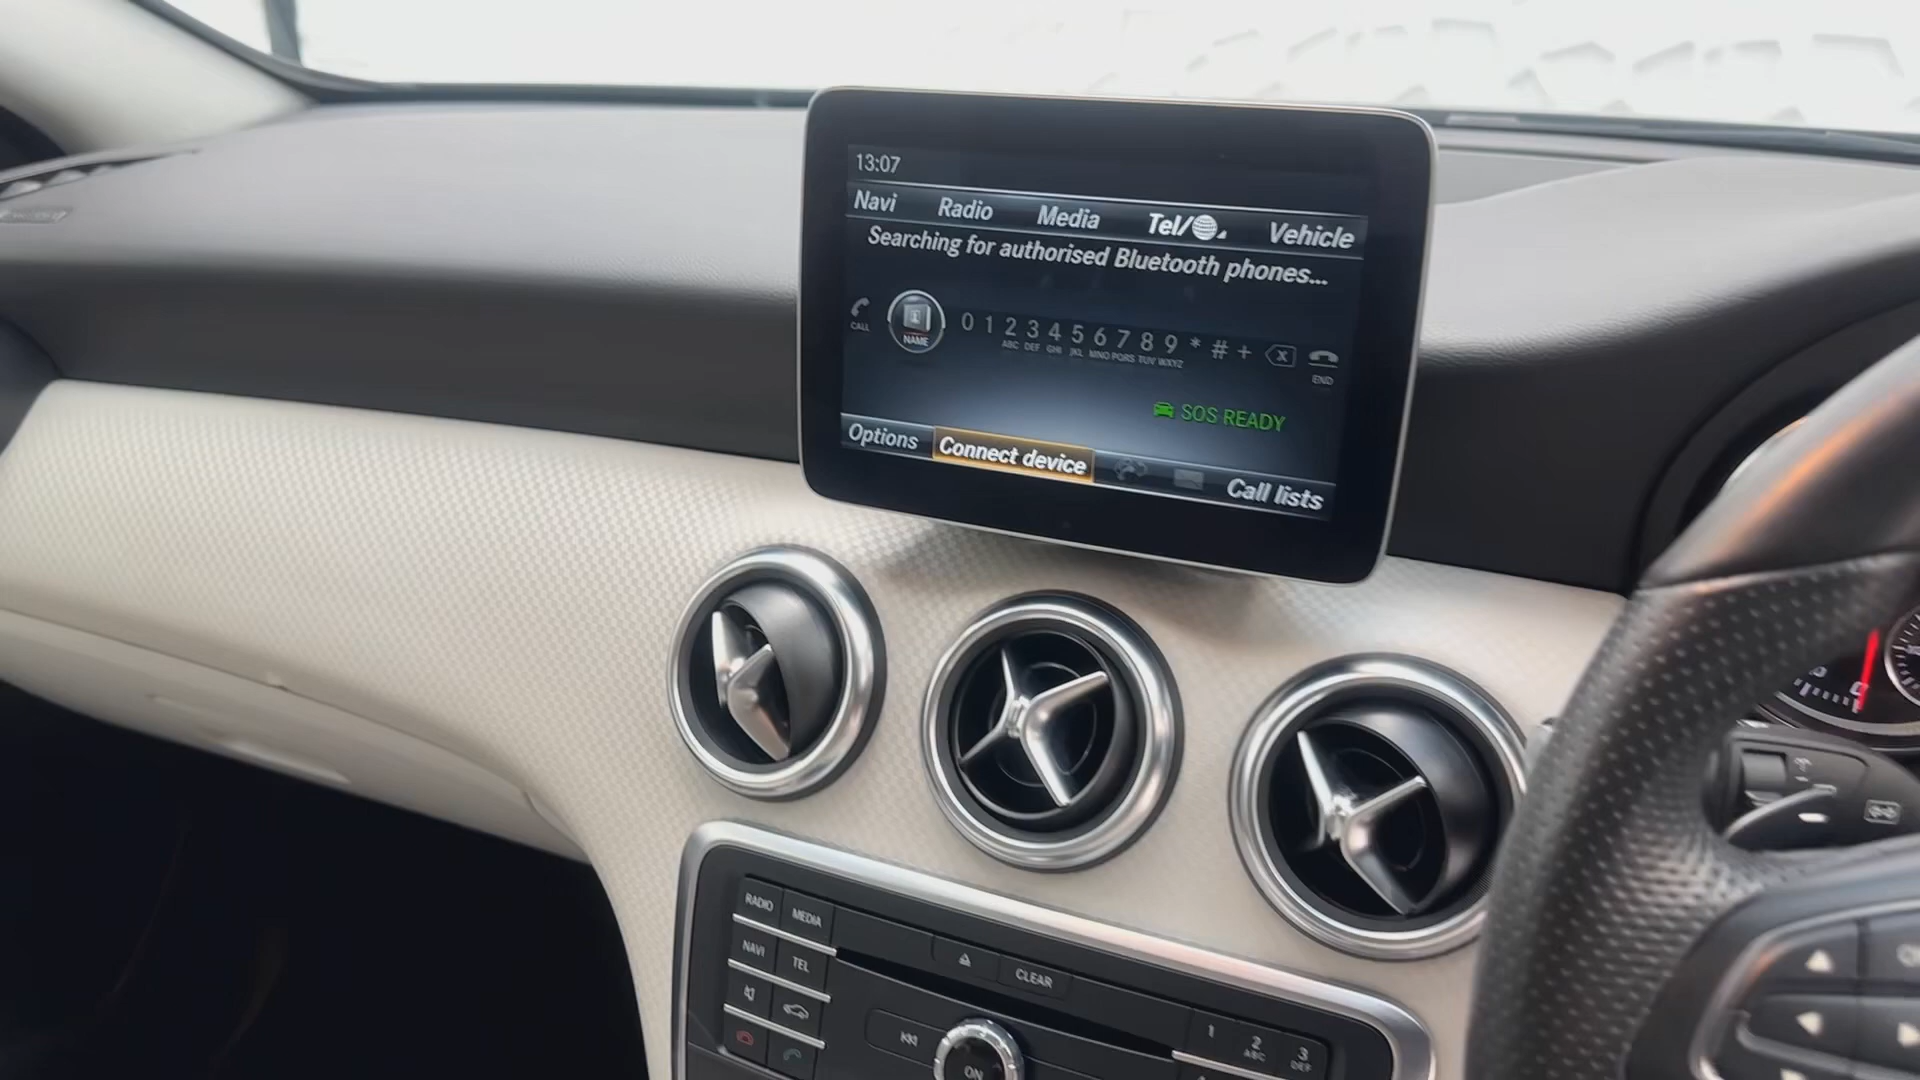 13:07
Navi Radio Media Tel/ Vehicle
Searching for authorised Bluetooth phones...
CALL NAME 0 1 2 3 4 5 6 7 8 9 * # + X END
ABC DEF GHI JKL MNO PQRS TUV WXYZ
SOS READY
Options Connect device Call lists
RADIO MEDIA
NAVI TEL
CLEAR
1 2 ABC 3 DEF
ON
0